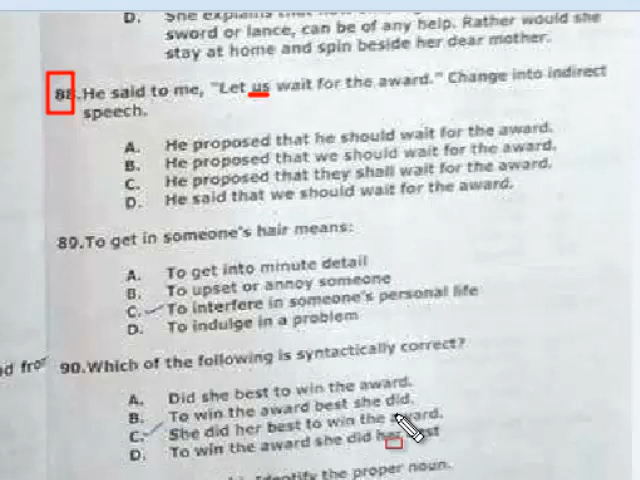 D. She explains that
sword or lance, can be of any help. Rather would she
stay at home and spin beside her dear mother.
88. He said to me, "Let us wait for the award." Change into indirect
speech.
A. He proposed that he should wait for the award.
B. He proposed that we should wait for the award.
C. He proposed that they shall wait for the award.
D. He said that we should wait for the award.
89. To get in someone's hair means:
A. To get into minute detail
B. To upset or annoy someone
C. To interfere in someone's personal life
D. To indulge in a problem
90. Which of the following is syntactically correct?
A. Did she best to win the award.
B. To win the award best she did.
C. She did her best to win the award.
D. To win the award she did her best
Identify the proper noun.